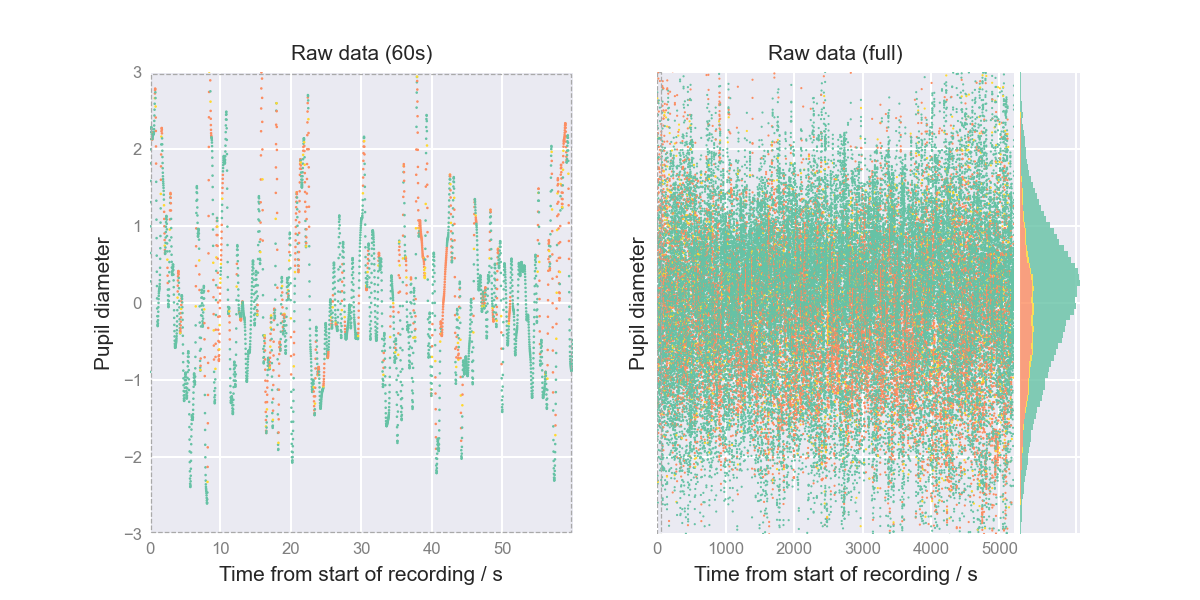 Raw data (60s)
Pupil diameter
3
2
1
0
−1
−2
−3
0 10 20 30 40 50
Time from start of recording / s
Raw data (full)
Pupil diameter
0 1000 2000 3000 4000 5000
Time from start of recording / s